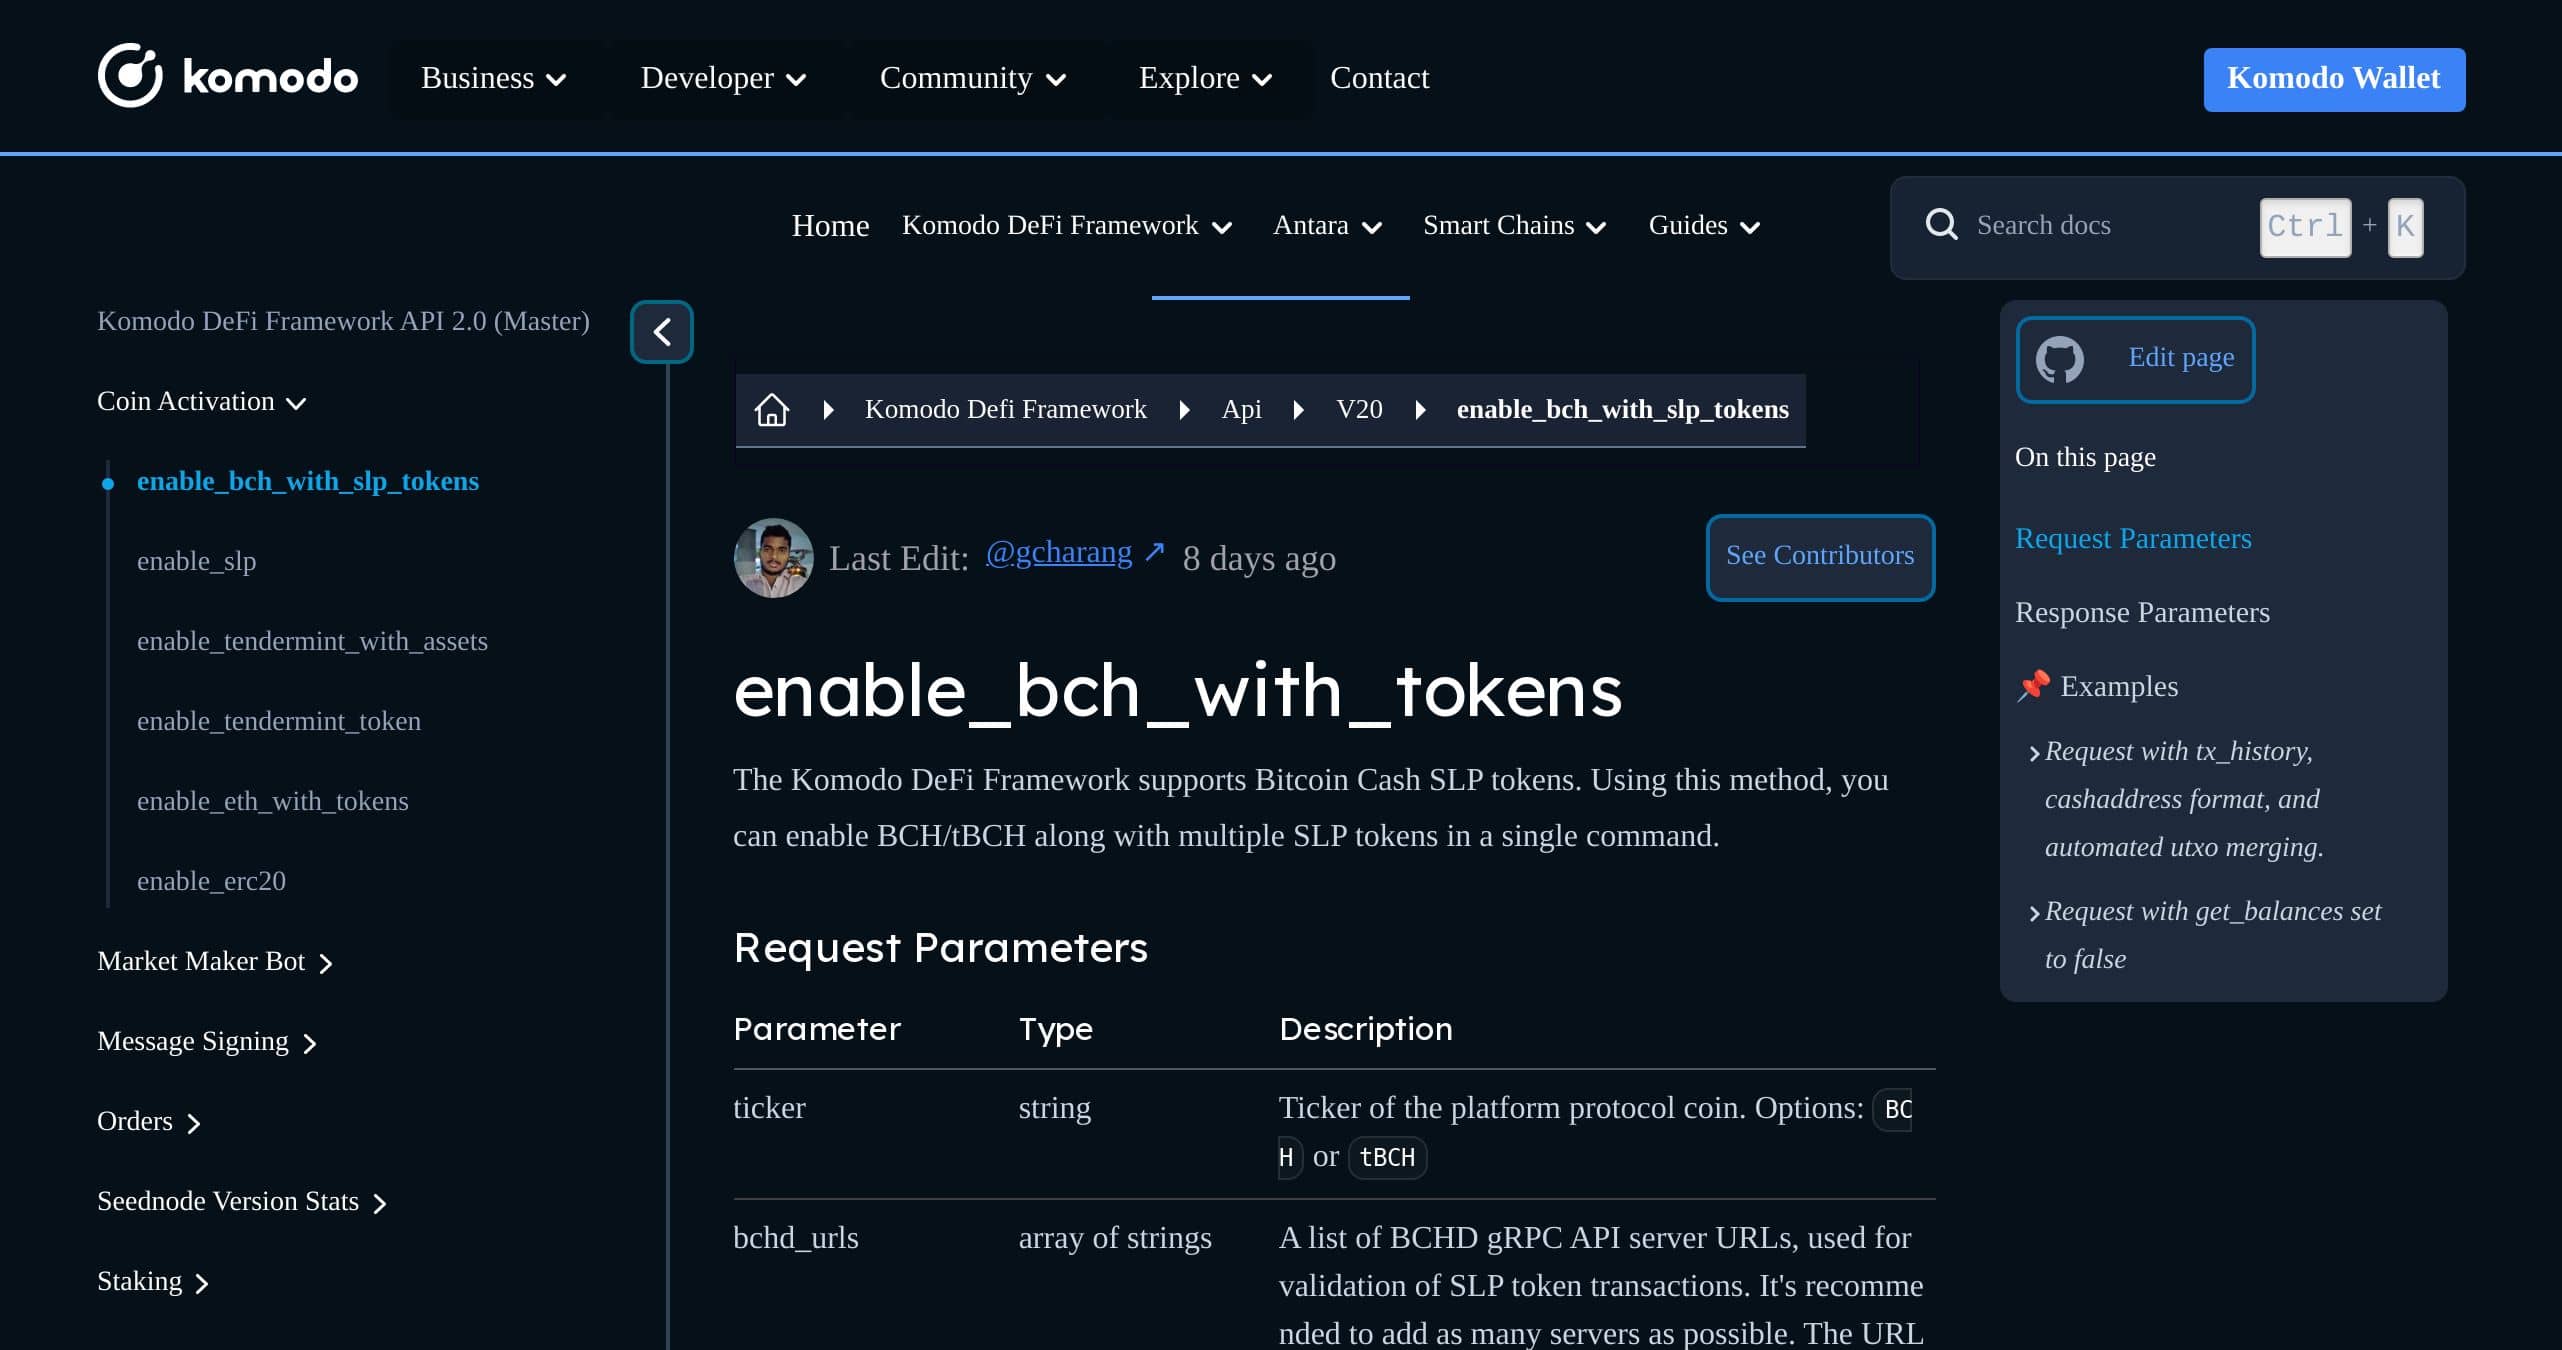 komodo
Business
Developer
Community
Explore
Contact
Komodo Wallet
Home
Komodo DeFi Framework
Antara
Smart Chains
Guides
Search docs
Ctrl + K
Komodo DeFi Framework API 2.0 (Master)
Coin Activation
enable_bch_with_slp_tokens
enable_slp
enable_tendermint_with_assets
enable_tendermint_token
enable_eth_with_tokens
enable_erc20
Market Maker Bot
Message Signing
Orders
Seednode Version Stats
Staking
Komodo Defi Framework
Api
V20
enable_bch_with_slp_tokens
Last Edit: @gcharang ↗ 8 days ago
See Contributors
enable_bch_with_tokens
The Komodo DeFi Framework supports Bitcoin Cash SLP tokens. Using this method, you
can enable BCH/tBCH along with multiple SLP tokens in a single command.
Request Parameters
Parameter Type Description
ticker string Ticker of the platform protocol coin. Options: BC
H or tBCH
bchd_urls array of strings A list of BCHD gRPC API server URLs, used for
validation of SLP token transactions. It's recomme
nded to add as many servers as possible. The URL
Edit page
On this page
Request Parameters
Response Parameters
📌 Examples
Request with tx_history,
cashaddress format, and
automated utxo merging.
Request with get_balances set
to false